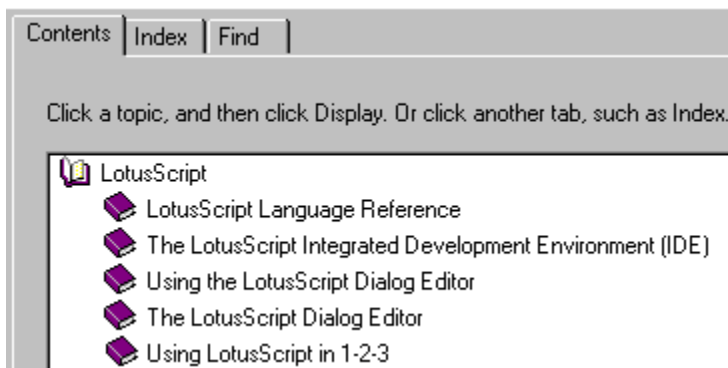 Contents Index Find
Click a topic, and then click Display. Or click another tab, such as Index.
LotusScript
LotusScript Language Reference
The LotusScript Integrated Development Environment (IDE)
Using the LotusScript Dialog Editor
The LotusScript Dialog Editor
Using LotusScript in 1-2-3